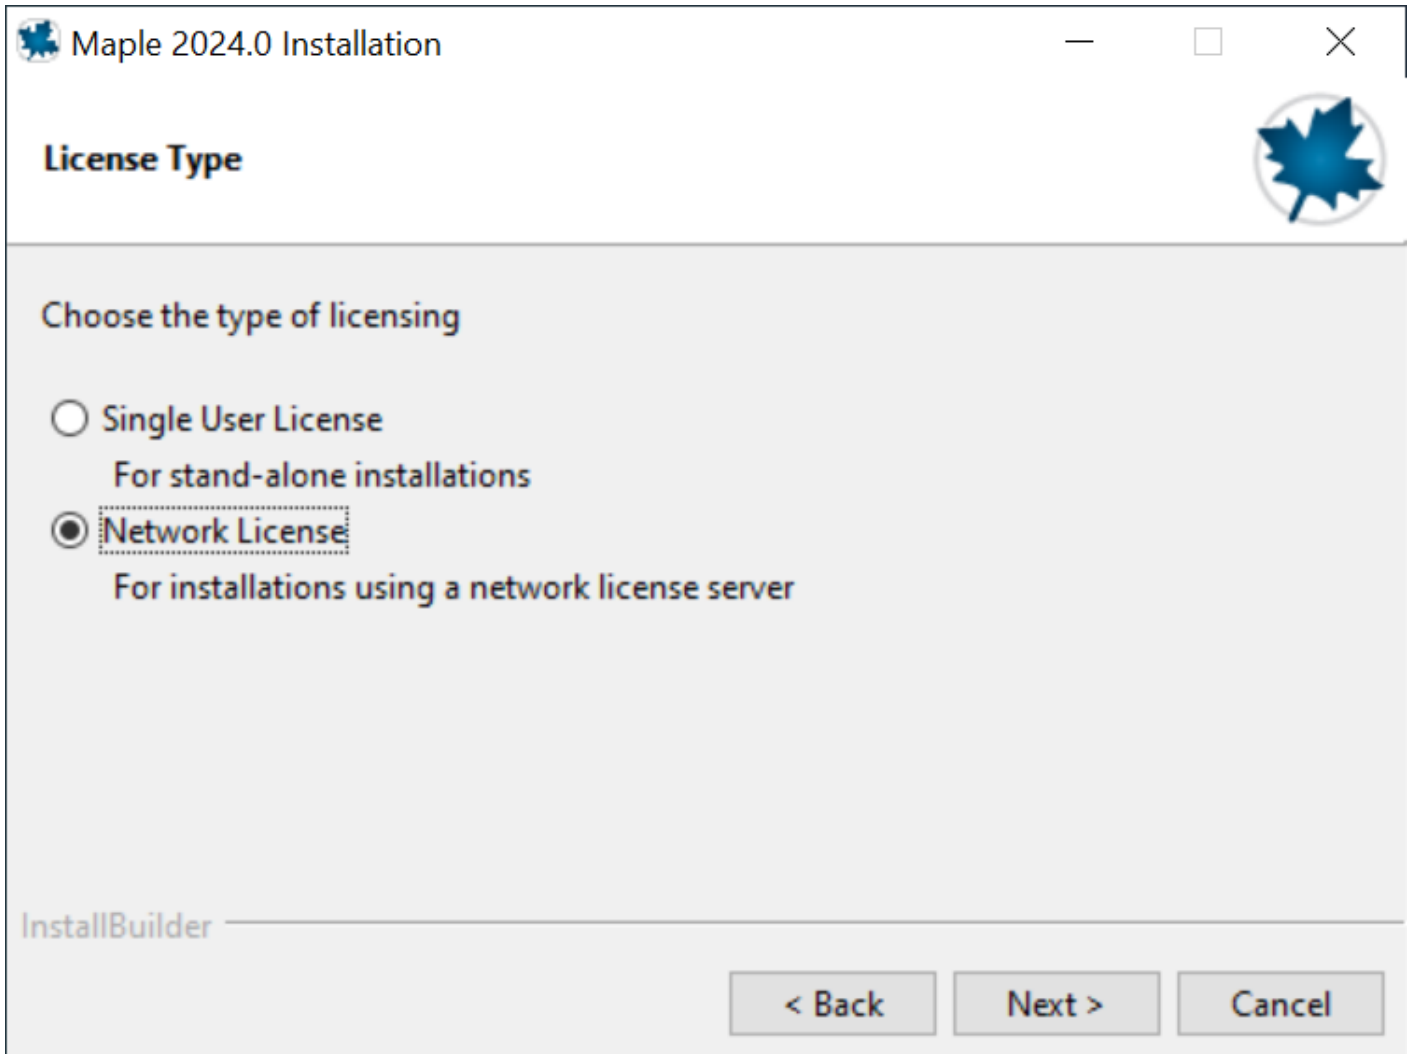 Maple 2024.0 Installation
License Type
Choose the type of licensing
Single User License
For stand-alone installations
Network License
For installations using a network license server
InstallBuilder
< Back Next > Cancel